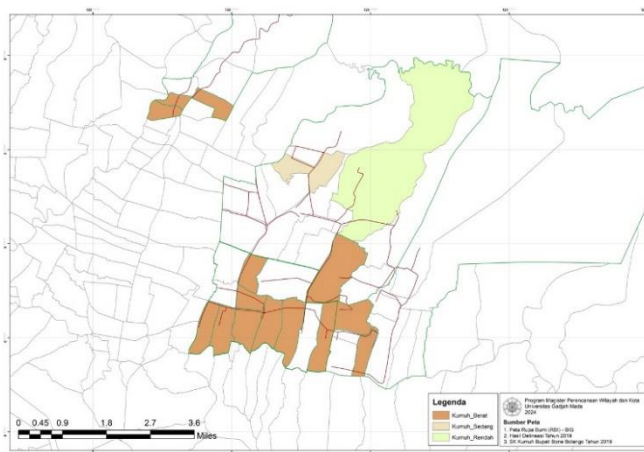 0 0.45 0.9 1.8 2.7 3.6
Miles
Legenda
Kumuh_Berat
Kumuh_Sedang
Kumuh_Rendah
Program Magister Perencanaan Wilayah dan Kota
Universitas Gadjah Mada
2024
Sumber Peta
1. Peta Rupa Bumi (RBI) - BIG
2. Hasil Delineasi Tahun 2019
3. SK Kumuh Bupati Bone Bolango Tahun 2019